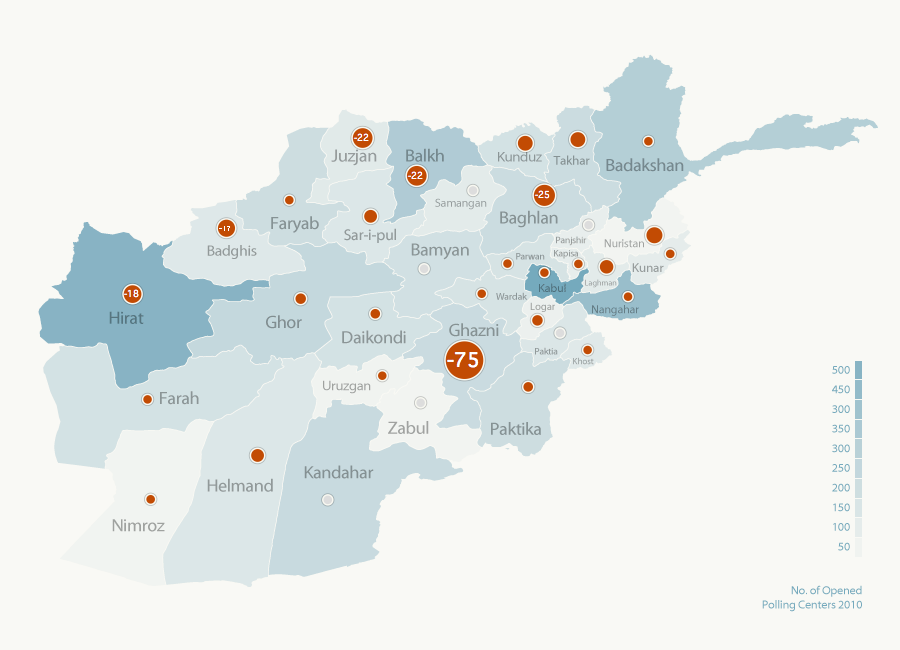 -22
Juzjan
Balkh
-22
Kunduz
Takhar
Badakshan
Samangan
-25
Baghlan
Faryab
Sar-i-pul
-17
Badghis
Panjshir
Nuristan
Bamyan
Parwan
Kapisa
Kunar
Laghman
-18
Hirat
Kabul
Wardak
Nangahar
Logar
Ghor
Daikondi
Ghazni
-75
Paktia
Khost
Uruzgan
Farah
Zabul
Paktika
Kandahar
Helmand
Nimroz
500
450
300
350
300
250
200
150
100
50
No. of Opened
Polling Centers 2010